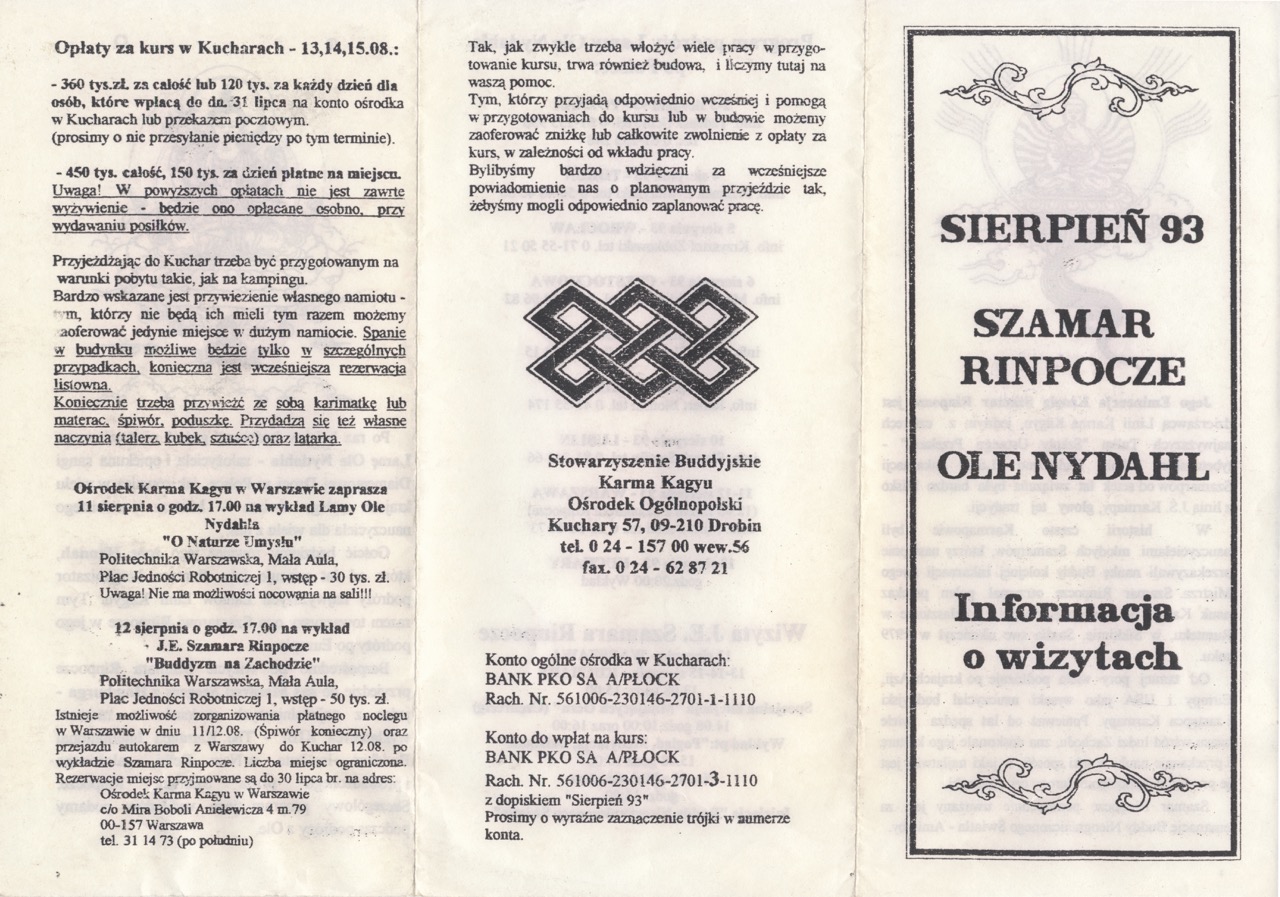 Opłaty za kurs w Kucharach - 13,14,15.08.:
- 360 tys.zł. za całość lub 120 tys. za każdy dzień dla
osób, które wpłacą do dn. 31 lipca na konto ośrodka
w Kucharach lub przekazem pocztowym.
(prosimy o nie przesyłanie pieniędzy po tym terminie).
- 450 tys. całość, 150 tys. za dzień płatne na miejscu.
Uwaga! W powyższych opłatach nie jest zawrte
wyżywienie - będzie ono opłacane osobno, przy
wydawaniu posiłków.
Przyjeżdżając do Kuchar trzeba być przygotowanym na
warunki pobytu takie, jak na kampingu.
Bardzo wskazane jest przywiezienie własnego namiotu -
tym, którzy nie będą ich mieli tym razem możemy
zaoferować jedynie miejsce w dużym namiocie. Spanie
w budynku możliwe będzie tylko w szczególnych
przypadkach, konieczna jest wcześniejsza rezerwacja
listowna.
Koniecznie trzeba przywieźć ze sobą karimatkę lub
materac, śpiwór, poduszkę. Przydadzą się też własne
naczynia (talerz, kubek, sztućce) oraz latarka.
Ośrodek Karma Kagyu w Warszawie zaprasza
11 sierpnia o godz. 17.00 na wykład Lamy Ole
Nydahla
"O Naturze Umysłu"
Politechnika Warszawska, Mała Aula,
Plac Jedności Robotniczej 1, wstęp - 30 tys. zł.
Uwaga! Nie ma możliwości nocowania na sali!!!
12 sierpnia o godz. 17.00 na wykład
J.E. Szamara Rinpocze
"Buddyzm na Zachodzie"
Politechnika Warszawska, Mała Aula,
Plac Jedności Robotniczej 1, wstęp - 50 tys. zł.
Istnieje możliwość zorganizowania płatnego noclegu
w Warszawie w dniu 11/12.08. (Śpiwór konieczny) oraz
przejazdu autokarem z Warszawy do Kuchar 12.08. po
wykładzie Szamara Rinpocze. Liczba miejsc ograniczona.
Rezerwacje miejsc przyjmowane są do 30 lipca br. na adres:
Ośrodek Karma Kagyu w Warszawie
c/o Mira Boboli Anielewicza 4 m.79
00-157 Warszawa
tel. 31 14 73 (po południu)
Tak, jak zwykle trzeba włożyć wiele pracy w przygo-
towanie kursu, trwa również budowa, i liczymy tutaj na
waszą pomoc.
Tym, którzy przyjadą odpowiednio wcześniej i pomogą
w przygotowaniach do kursu lub w budowie możemy
zaoferować zniżkę lub całkowite zwolnienie z opłaty za
kurs, w zależności od wkładu pracy.
Bylibyśmy bardzo wdzięczni za wcześniejsze
powiadomienie nas o planowanym przyjeździe tak,
żebyśmy mogli odpowiednio zaplanować pracę.
Stowarzyszenie Buddyjskie
Karma Kagyu
Ośrodek Ogólnopolski
Kuchary 57, 09-210 Drobin
tel. 0 24 - 157 00 wew.56
fax. 0 24 - 62 87 21
Konto ogólne ośrodka w Kucharach:
BANK PKO SA A/PŁOCK
Rach. Nr. 561006-230146-2701-1-1110
Konto do wpłat na kurs:
BANK PKO SA A/PŁOCK
Rach. Nr. 561006-230146-2701-3-1110
z dopiskiem "Sierpień 93"
Prosimy o wyraźne zaznaczenie trójki w numerze
konta.
SIERPIEŃ 93
SZAMAR
RINPOCZE
OLE NYDAHL
Informacja
o wizytach